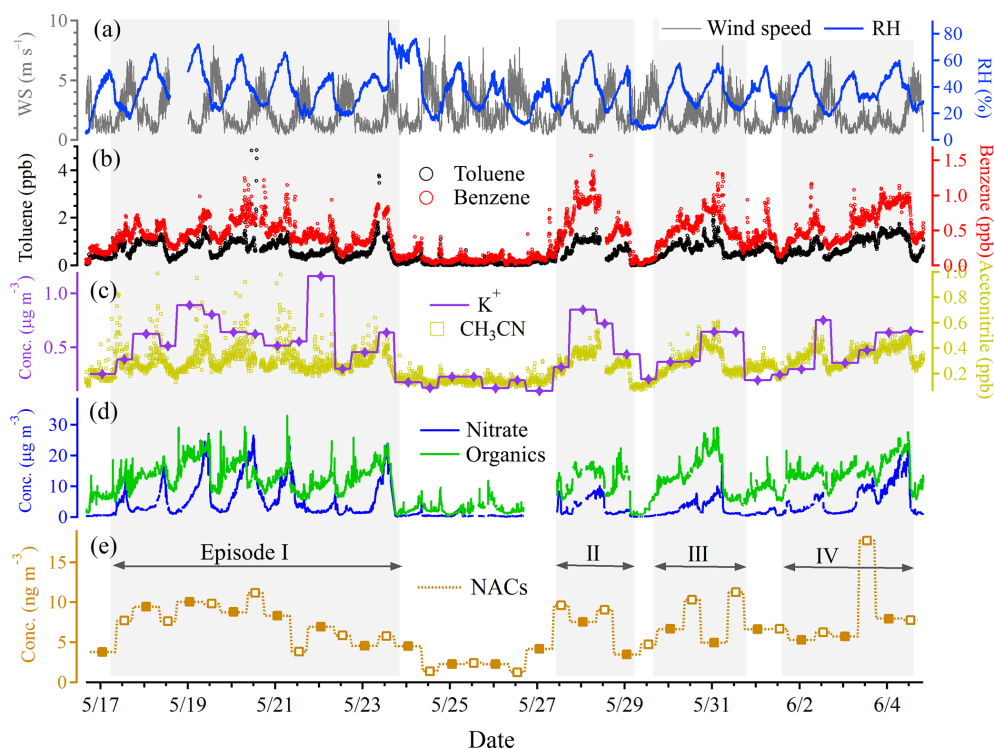 (a)
Wind speed
RH
WS (m s⁻¹)
10
5
0
80
60
40
20
0
RH (%)
(b)
Toluene
Benzene
Toluene (ppb)
4
2
0
1.5
1.0
0.5
0.0
Benzene (ppb)
(c)
K⁺
CH₃CN
Conc. (µg m⁻³)
1.0
0.5
1.0
0.8
0.6
0.4
0.2
Acetonitrile (ppb)
(d)
Nitrate
Organics
Conc. (µg m⁻³)
30
20
10
0
(e)
Episode I
II
III
IV
NACs
Conc. (ng m⁻³)
15
10
5
0
5/17 5/19 5/21 5/23 5/25 5/27 5/29 5/31 6/2 6/4
Date